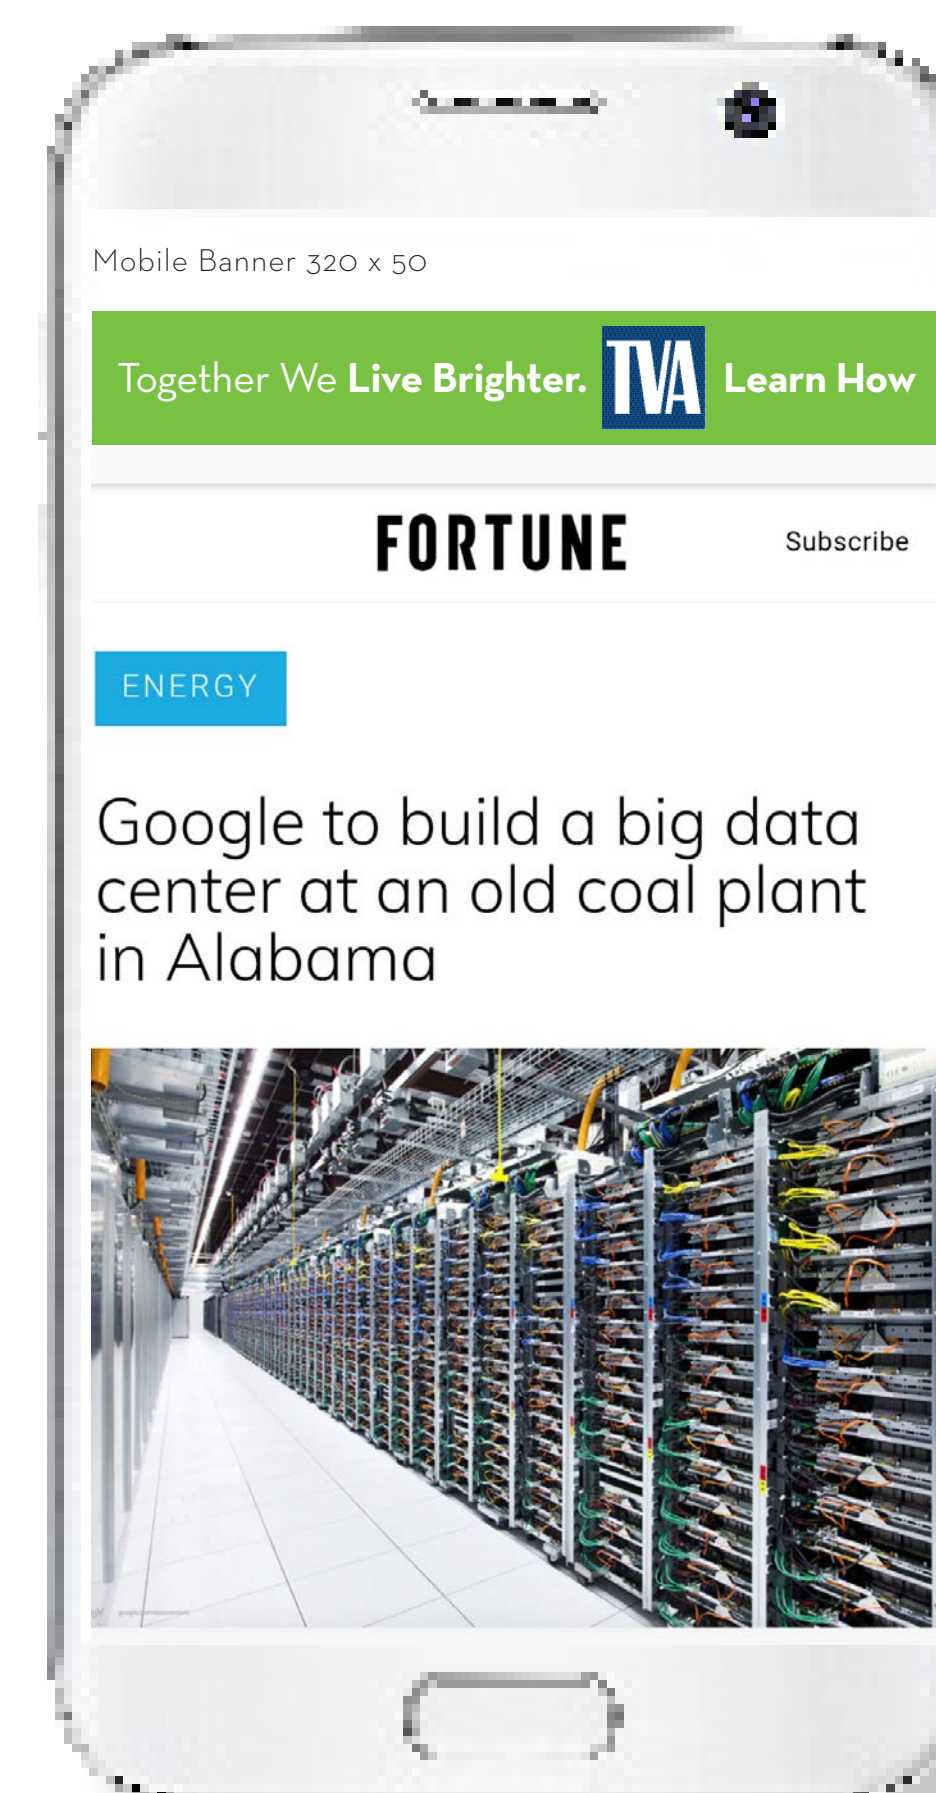 Mobile Banner 320 x 50
Together We Live Brighter. TVA Learn How
FORTUNE Subscribe
ENERGY
Google to build a big data
center at an old coal plant
in Alabama